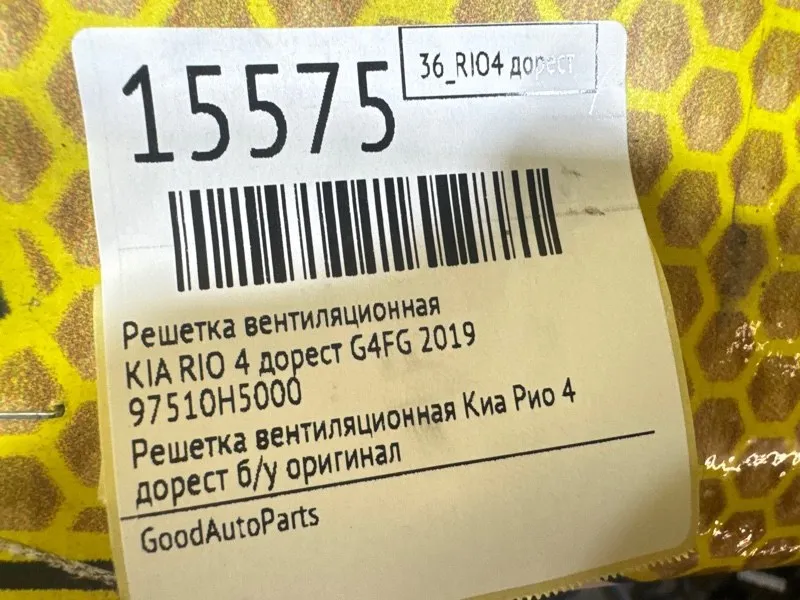 36_RIO4 дорест
15575
Решетка вентиляционная
KIA RIO 4 дорест G4FG 2019
97510H5000
Решетка вентиляционная Киа Рио 4
дорест б/у оригинал
GoodAutoParts